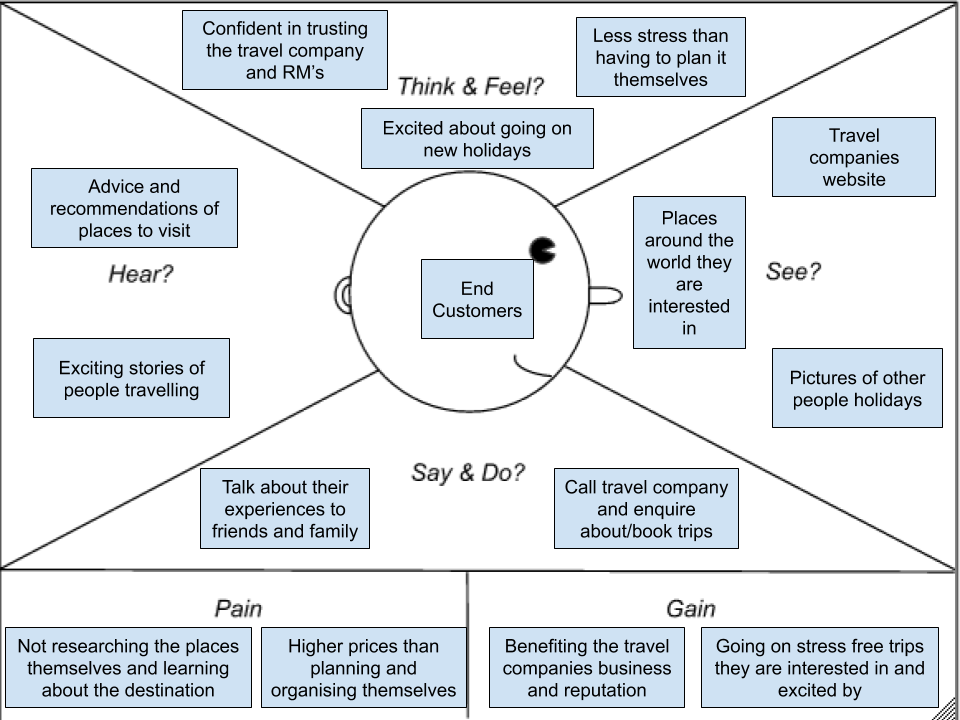 Confident in trusting
the travel company
and RM's
Less stress than
having to plan it
themselves
Think & Feel?
Excited about going on
new holidays
Travel
companies
website
Advice and
recommendations of
places to visit
Hear?
Exciting stories of
people travelling
End
Customers
Places
around the
world they
are
interested
in
See?
Pictures of other
people holidays
Say & Do?
Talk about their
experiences to
friends and family
Call travel company
and enquire
about/book trips
Pain
Not researching the places
themselves and learning
about the destination
Higher prices than
planning and
organising themselves
Gain
Benefiting the travel
companies business
and reputation
Going on stress free trips
they are interested in and
excited by